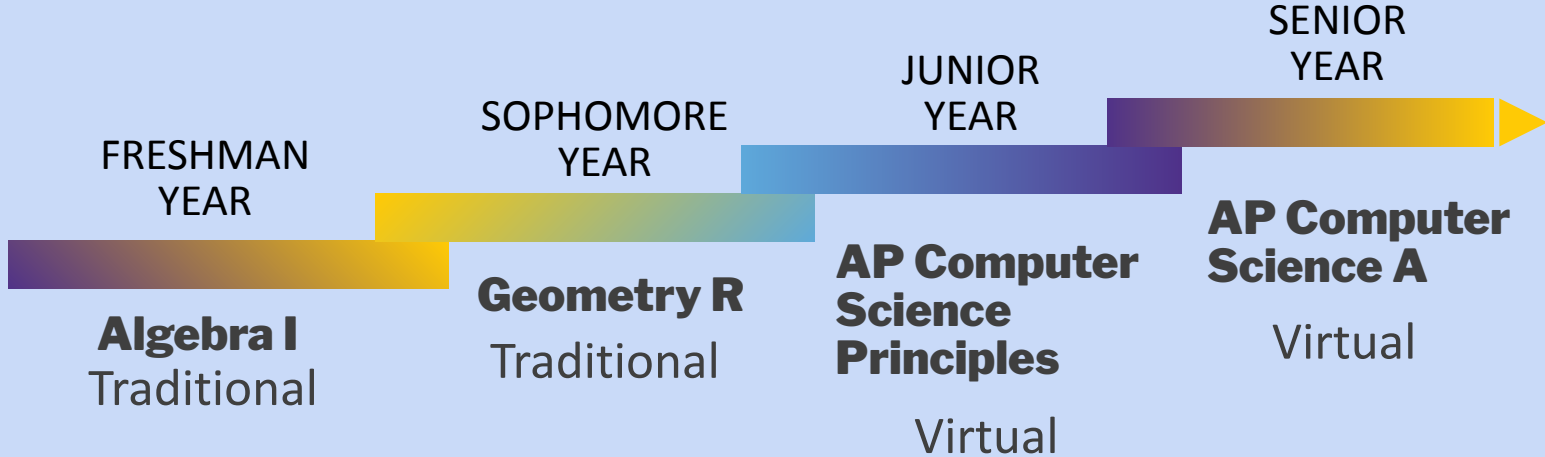 FRESHMAN
YEAR
Algebra I
Traditional
SOPHOMORE
YEAR
Geometry R
Traditional
JUNIOR
YEAR
AP Computer
Science
Principles
Virtual
SENIOR
YEAR
AP Computer
Science A
Virtual